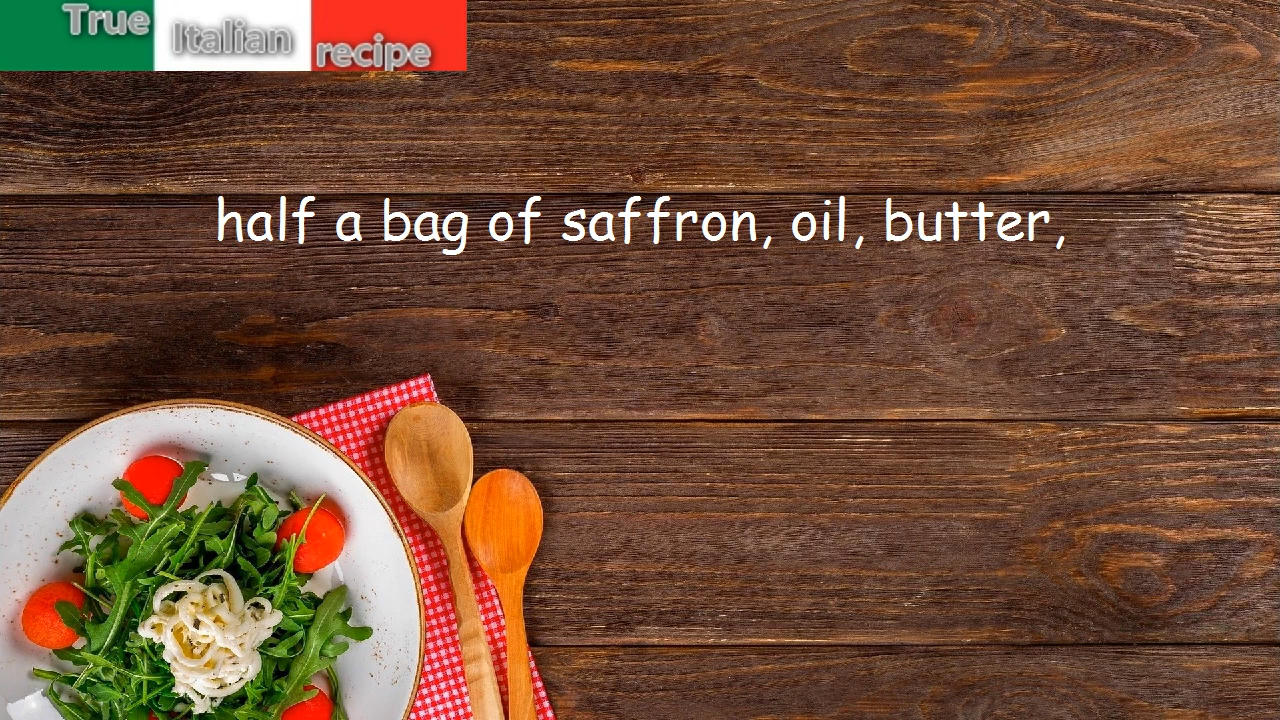 True Italian recipe
half a bag of saffron, oil, butter,